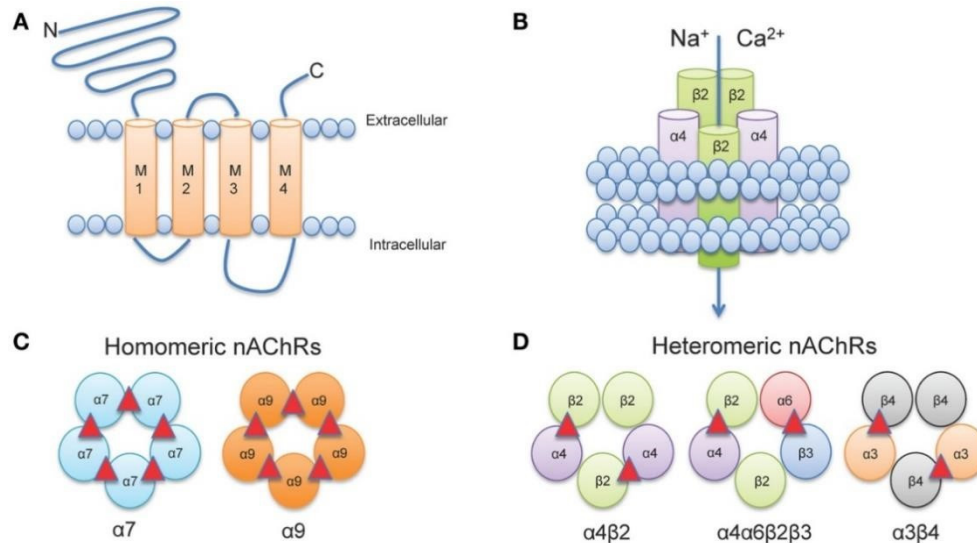 A
N
C
Extracellular
M 1
M 2
M 3
M 4
Intracellular
B
Na⁺ Ca²⁺
β2 β2
α4 β2 α4
C
Homomeric nAChRs
α7 α7
α7 α7
α7
α7
α9 α9
α9 α9
α9
α9
D
Heteromeric nAChRs
β2 β2
α4 α4
β2
α4β2
β2 α6
α4 β3
β2
α4α6β2β3
β4 β4
α3 α3
β4
α3β4